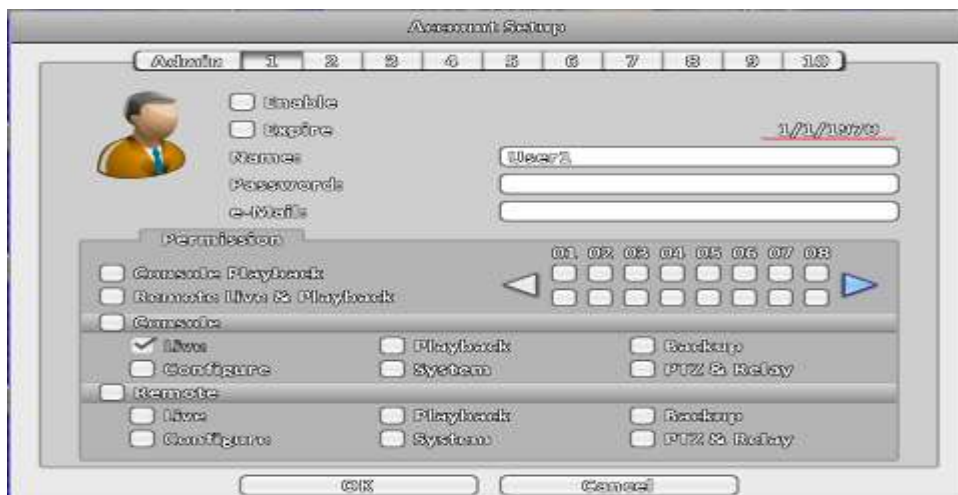 Account Setup
Admin 1 2 3 4 5 6 7 8 9 10
Enable
Expire 1/1/1970
Name: User1
Password:
e-Mail:
Permission
01 02 03 04 05 06 07 08
Console Playback
Remote Live & Playback
Console
Live Playback Backup
Configure System PTZ & Relay
Remote
Live Playback Backup
Configure System PTZ & Relay
OK Cancel